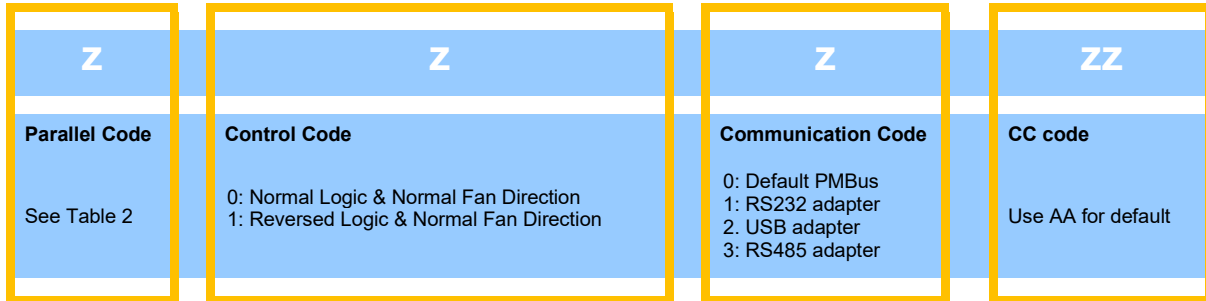 Z Z Z ZZ
Parallel Code
See Table 2
Control Code
0: Normal Logic & Normal Fan Direction
1: Reversed Logic & Normal Fan Direction
Communication Code
0: Default PMBus
1: RS232 adapter
2. USB adapter
3: RS485 adapter
CC code
Use AA for default